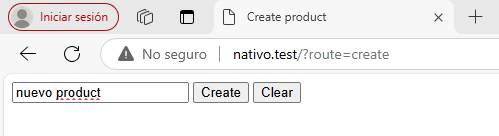 Iniciar sesión
Create product
No seguro
nativo.test/?route=create
nuevo product Create Clear